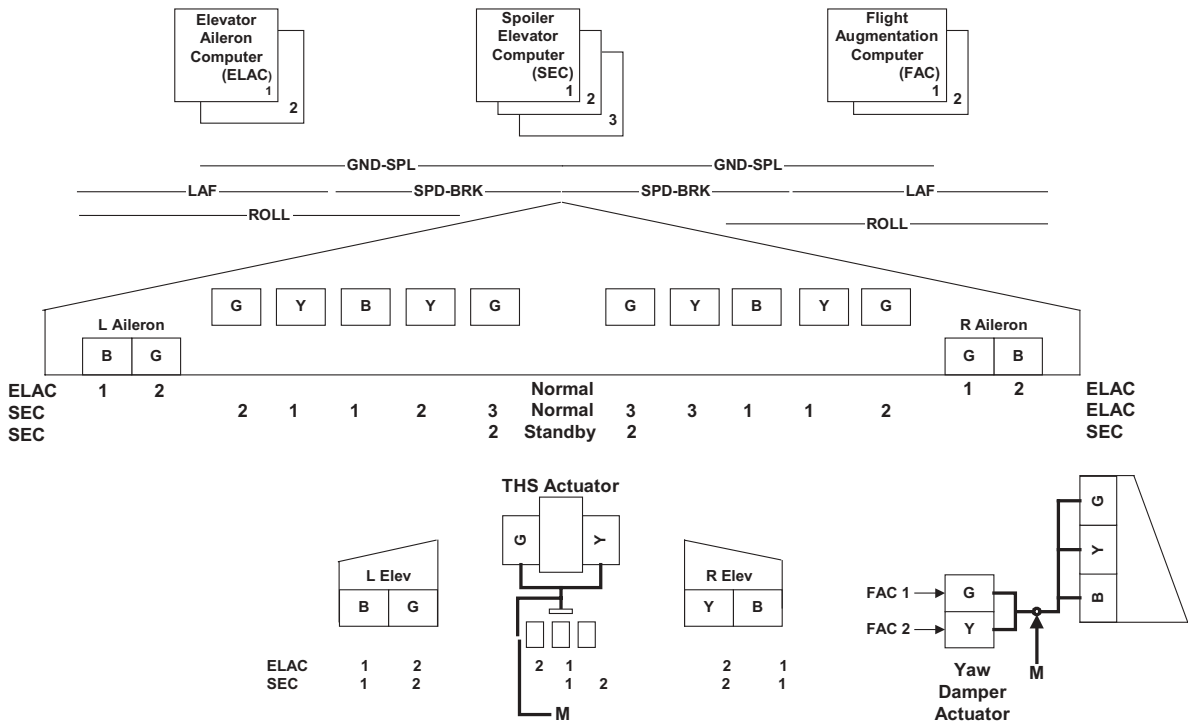 Elevator
Aileron
Computer
(ELAC)
1
2
Spoiler
Elevator
Computer
(SEC)
1
2
3
Flight
Augmentation
Computer
(FAC)
1
2
GND-SPL GND-SPL
LAF SPD-BRK SPD-BRK LAF
ROLL ROLL
G Y B Y G G Y B Y G
L Aileron R Aileron
B G G B
ELAC 1 2 Normal 1 2 ELAC
SEC 2 1 1 2 3 Normal 3 3 1 1 2 ELAC
SEC 2 Standby 2 SEC
THS Actuator
G Y
L Elev
B G
R Elev
Y B
ELAC 1 2 2 1 2 1
SEC 1 2 1 2 2 1
M
G
Y
B
FAC 1 G
FAC 2 Y
M
Yaw
Damper
Actuator